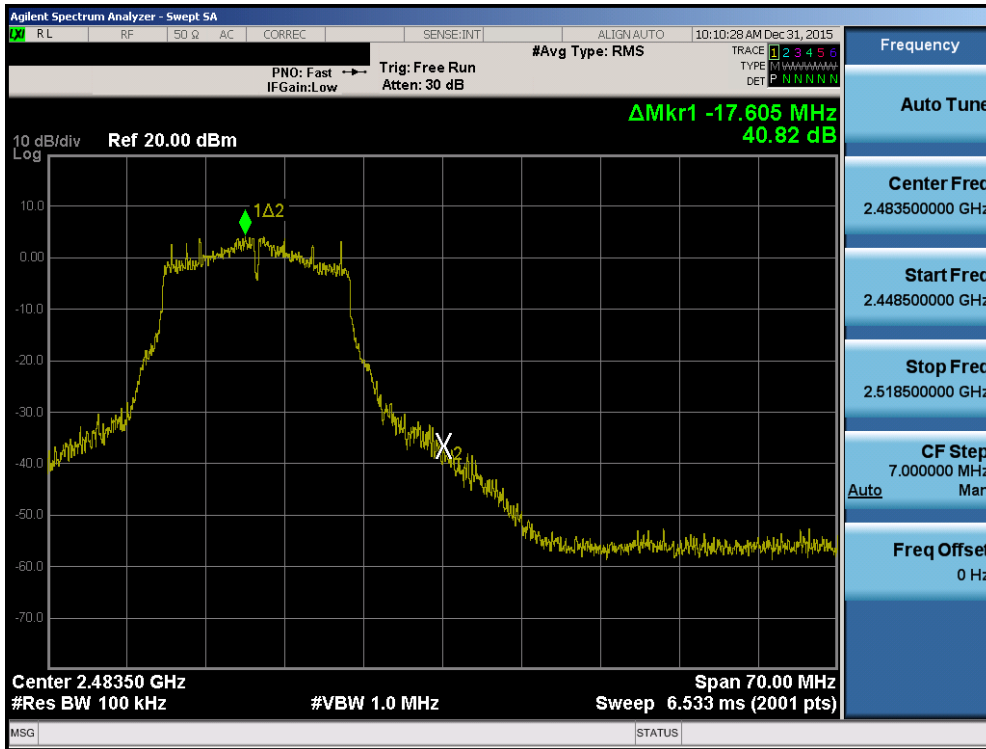 Agilent Spectrum Analyzer - Swept SA
LXI RL RF 50 Ω AC CORREC SENSE:INT ALIGN AUTO 10:10:28 AM Dec 31, 2015
#Avg Type: RMS
TRACE 1 2 3 4 5 6
TYPE M W W W W W
DET P N N N N N
PNO: Fast
IFGain:Low
Trig: Free Run
Atten: 30 dB
ΔMkr1 -17.605 MHz
40.82 dB
10 dB/div Ref 20.00 dBm
Log
10.0
0.00
-10.0
-20.0
-30.0
-40.0
-50.0
-60.0
-70.0
1Δ2
X2
Center 2.48350 GHz Span 70.00 MHz
#Res BW 100 kHz #VBW 1.0 MHz Sweep 6.533 ms (2001 pts)
MSG STATUS
Frequency
Auto Tune
Center Freq
2.483500000 GHz
Start Freq
2.448500000 GHz
Stop Freq
2.518500000 GHz
CF Step
7.000000 MHz
Auto Man
Freq Offset
0 Hz